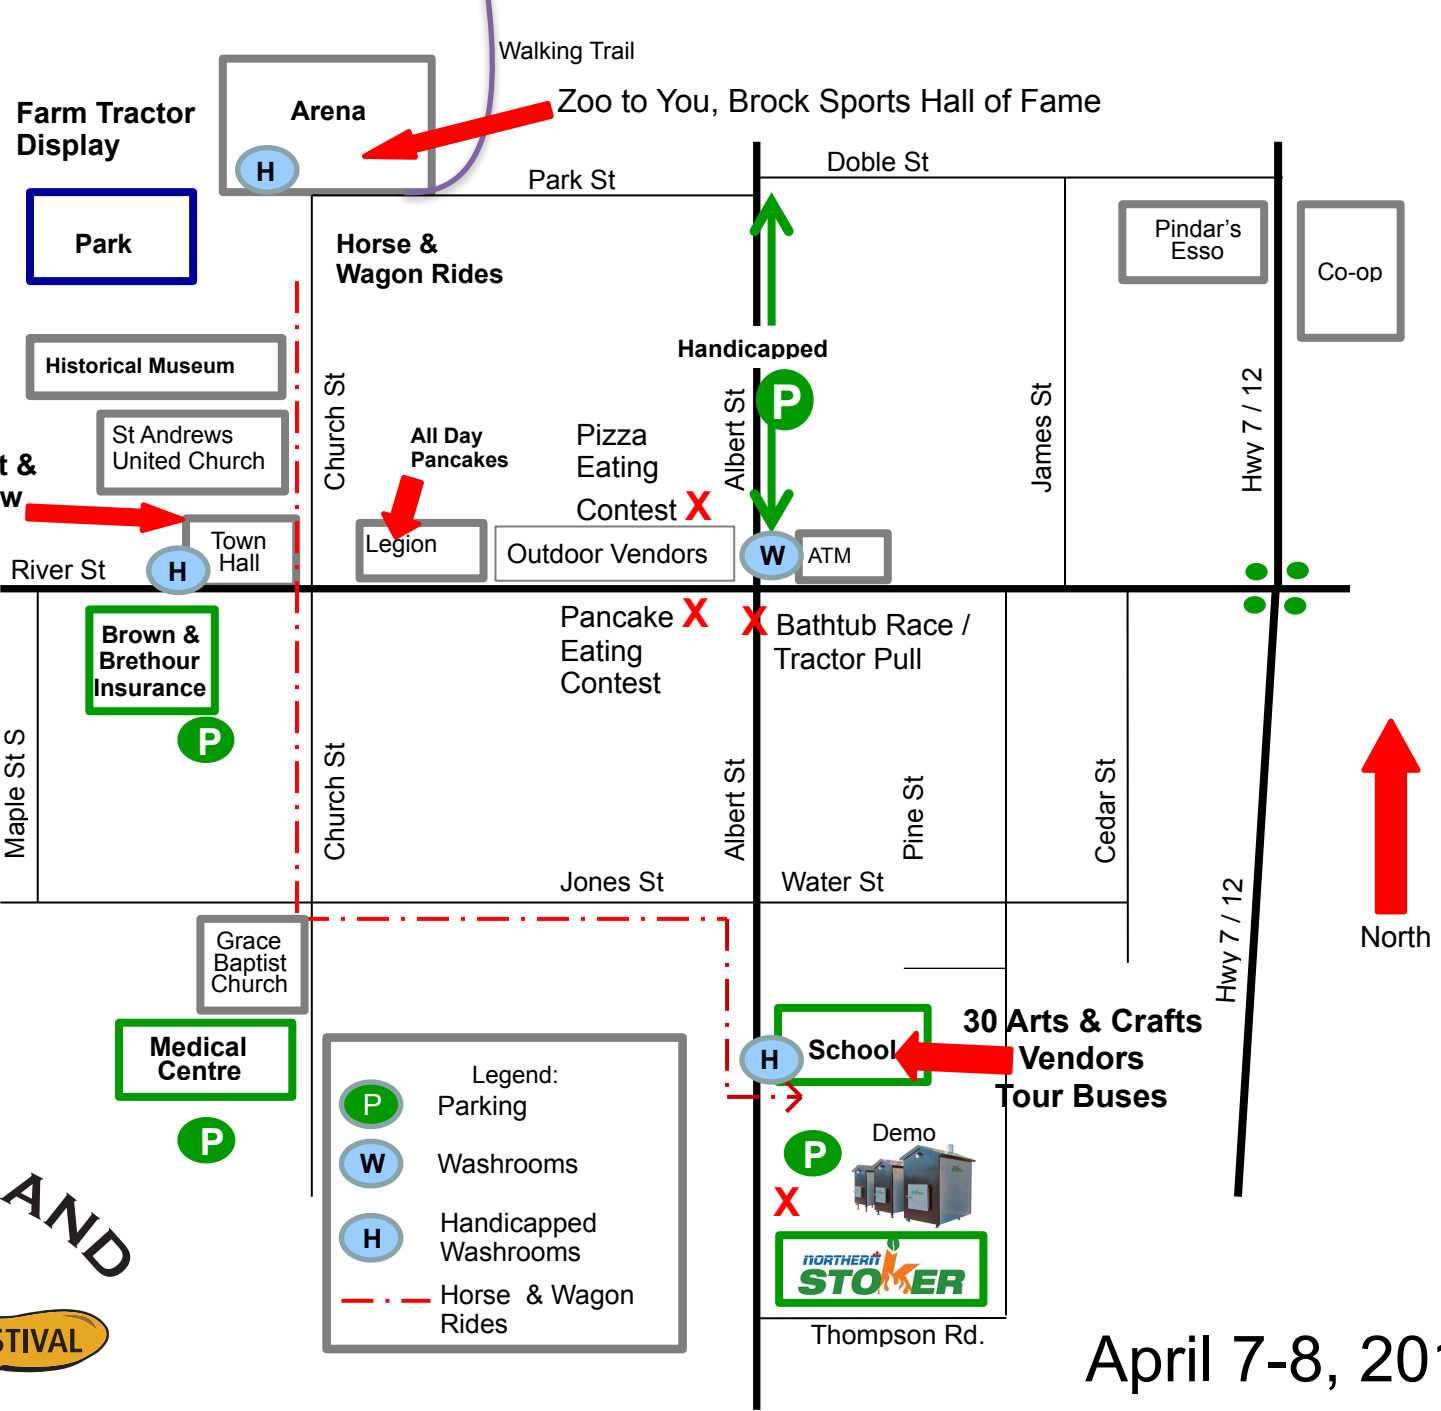 Walking Trail
Zoo to You, Brock Sports Hall of Fame
Farm Tractor
Display
Arena
H
Park St
Doble St
Park
Horse &
Wagon Rides
Pindar's
Esso
Co-op
Handicapped
P
Historical Museum
Church St
Albert St
James St
Hwy 7 / 12
St Andrews
United Church
All Day
Pancakes
Pizza
Eating
Contest X
t &
w
Town
Hall
H
River St
Legion
Outdoor Vendors
W
ATM
Brown &
Brethour
Insurance
P
Pancake X
Eating
Contest
X Bathtub Race /
Tractor Pull
Maple St S
Church St
Albert St
Pine St
Cedar St
Hwy 7 / 12
North
Jones St
Water St
Grace
Baptist
Church
Medical
Centre
P
H
School
30 Arts & Crafts
Vendors
Tour Buses
Legend:
P Parking
W Washrooms
H Handicapped
Washrooms
Horse & Wagon
Rides
Demo
P
X
NORTHERN
STOKER
Thompson Rd.
AND
STIVAL
April 7-8, 201